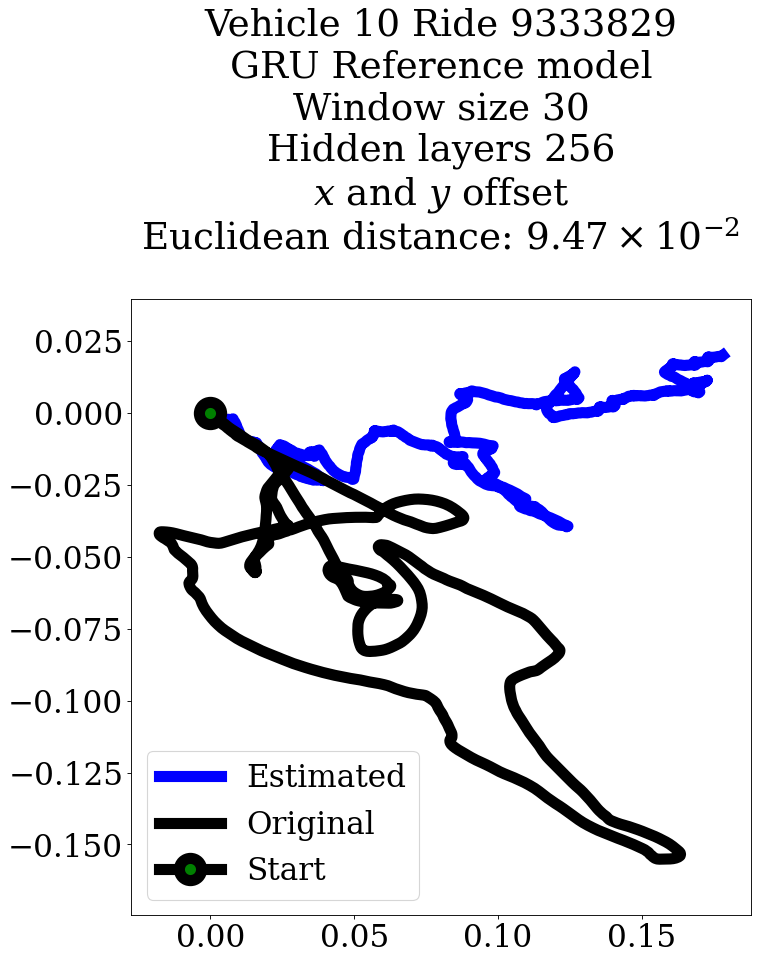 Vehicle 10 Ride 9333829
GRU Reference model
Window size 30
Hidden layers 256
x and y offset
Euclidean distance: 9.47 × 10⁻²
0.025
0.000
−0.025
−0.050
−0.075
−0.100
−0.125
−0.150
Estimated
Original
Start
0.00 0.05 0.10 0.15